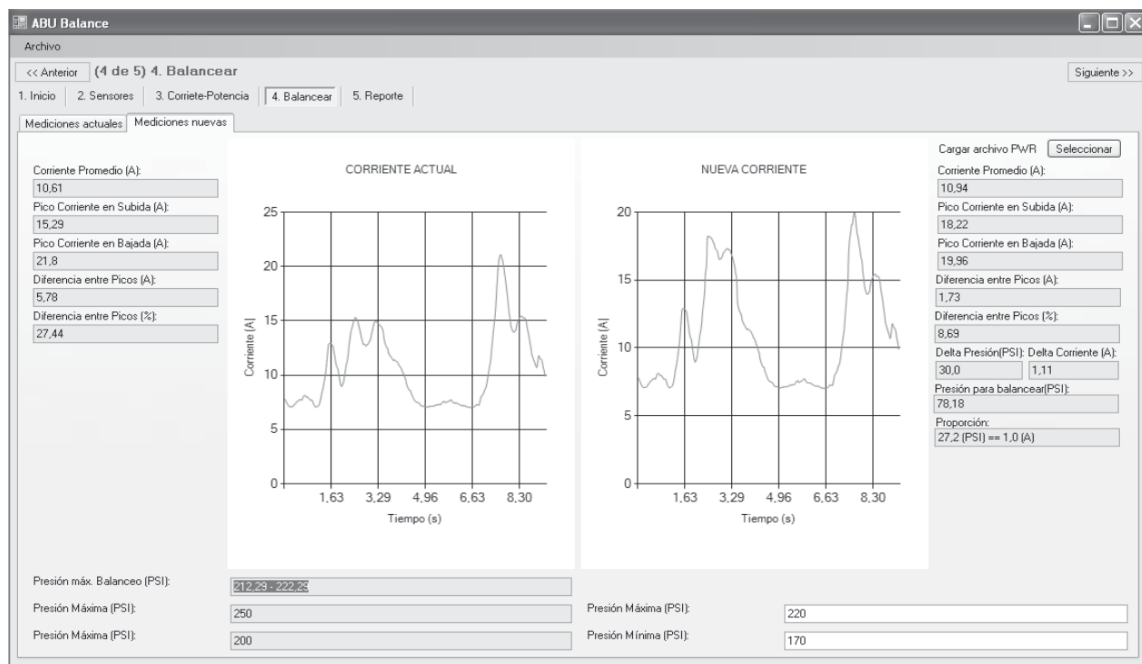 ABU Balance
Archivo
<< Anterior (4 de 5) 4. Balancear Siguiente >>
1. Inicio 2. Sensores 3. Corriete-Potencia 4. Balancear 5. Reporte
Mediciones actuales Mediciones nuevas
Corriente Promedio (A):
10,61
Pico Corriente en Subida (A):
15,29
Pico Corriente en Bajada (A):
21,8
Diferencia entre Picos (A):
5,78
Diferencia entre Picos (%):
27,44
CORRIENTE ACTUAL
25
20
15
10
5
0
Corriente (A)
1,63 3,29 4,96 6,63 8,30
Tiempo (s)
NUEVA CORRIENTE
20
15
10
5
0
Corriente (A)
1,63 3,29 4,96 6,63 8,30
Tiempo (s)
Cargar archivo PWR Seleccionar
Corriente Promedio (A):
10,94
Pico Corriente en Subida (A):
18,22
Pico Corriente en Bajada (A):
19,96
Diferencia entre Picos (A):
1,73
Diferencia entre Picos (%):
8,69
Delta Presión(PSI): Delta Corriente (A):
30,0 1,11
Presión para balancear(PSI):
78,18
Proporción:
27,2 (PSI) == 1,0 (A)
Presión máx. Balanceo (PSI):
212,29 - 222,29
Presión Máxima (PSI):
250
Presión Máxima (PSI):
220
Presión Máxima (PSI):
200
Presión Mínima (PSI):
170